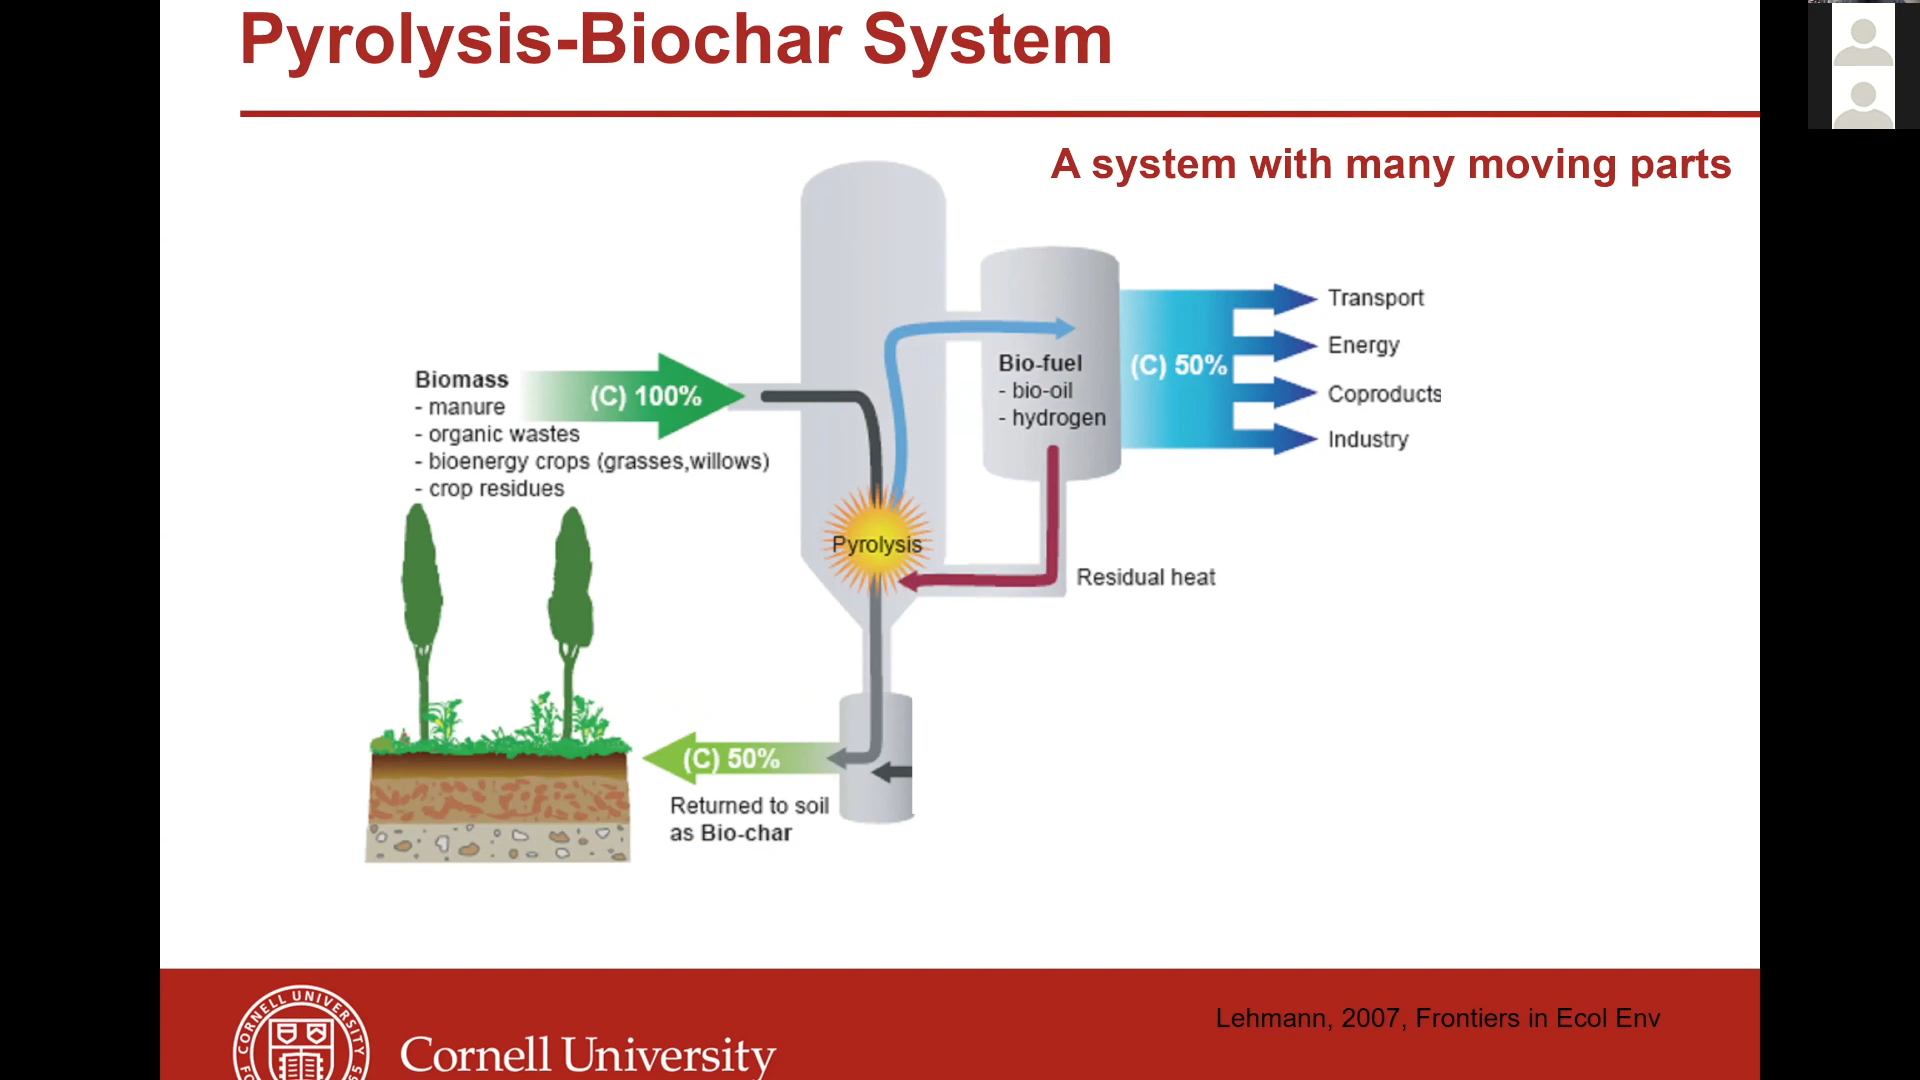 Pyrolysis-Biochar System
A system with many moving parts
Biomass
- manure
- organic wastes
- bioenergy crops (grasses,willows)
- crop residues
(C) 100%
Bio-fuel
- bio-oil
- hydrogen
(C) 50%
Transport
Energy
Coproducts
Industry
Pyrolysis
Residual heat
(C) 50%
Returned to soil
as Bio-char
Lehmann, 2007, Frontiers in Ecol Env
CORNELL UNIVERSITY
Cornell University